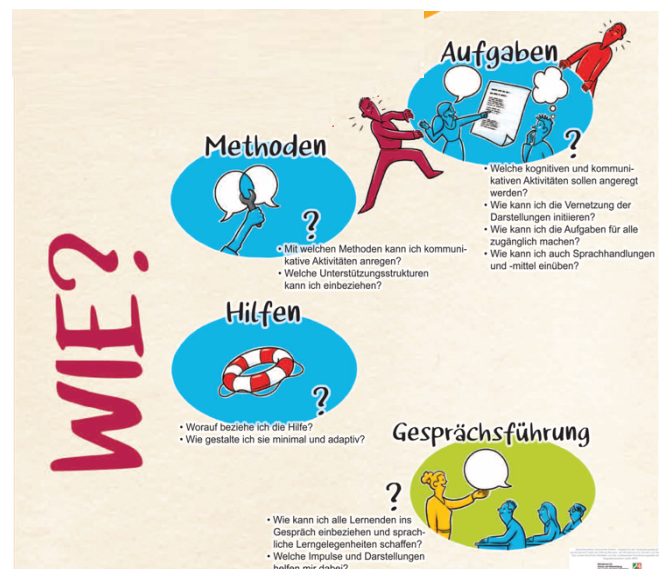 WIE?
Aufgaben
?
• Welche kognitiven und kommuni-
kativen Aktivitäten sollen angeregt
werden?
• Wie kann ich die Vernetzung der
Darstellungen initiieren?
• Wie kann ich die Aufgaben für alle
zugänglich machen?
• Wie kann ich auch Sprachhandlungen
und -mittel einüben?
Methoden
?
• Mit welchen Methoden kann ich kommuni-
kative Aktivitäten anregen?
• Welche Unterstützungsstrukturen
kann ich einbeziehen?
Hilfen
?
• Worauf beziehe ich die Hilfe?
• Wie gestalte ich sie minimal und adaptiv?
Gesprächsführung
?
• Wie kann ich alle Lernenden ins
Gespräch einbeziehen und sprach-
liche Lerngelegenheiten schaffen?
• Welche Impulse und Darstellungen
helfen mir dabei?